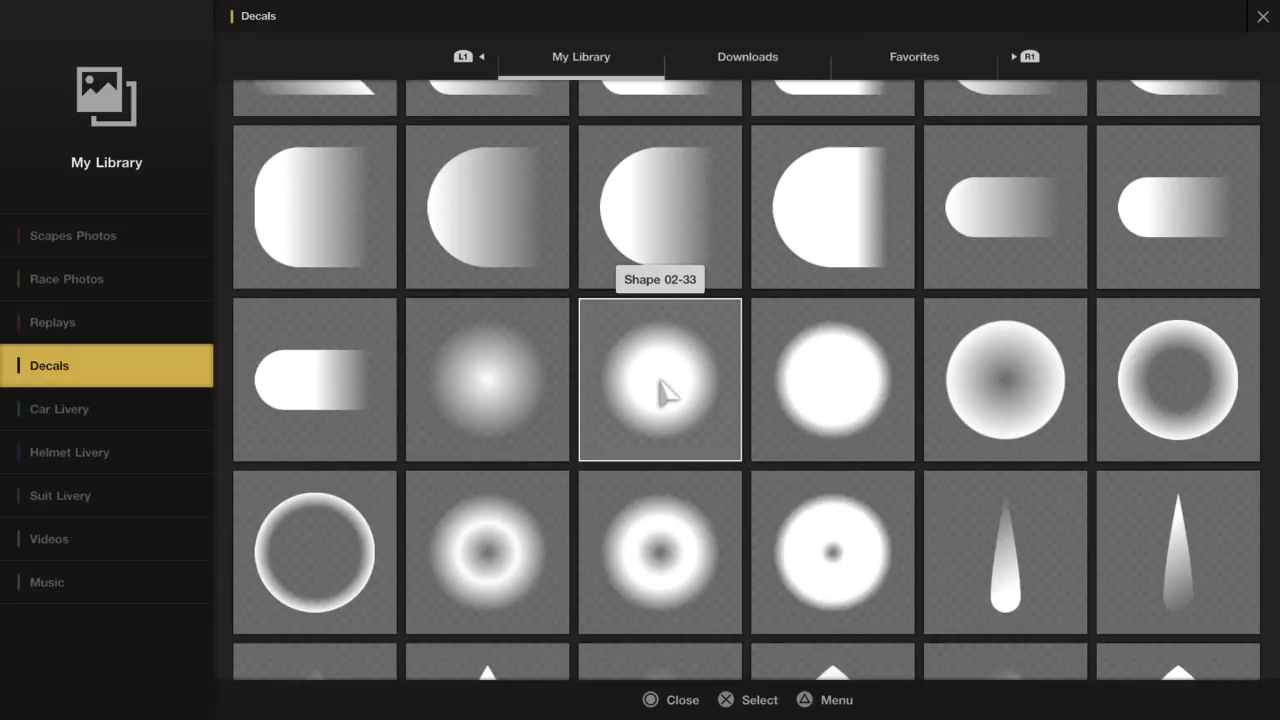 Decals
L1
My Library
Downloads
Favorites
R1
My Library
Scapes Photos
Race Photos
Replays
Decals
Car Livery
Helmet Livery
Suit Livery
Videos
Music
Shape 02-33
Close
Select
Menu